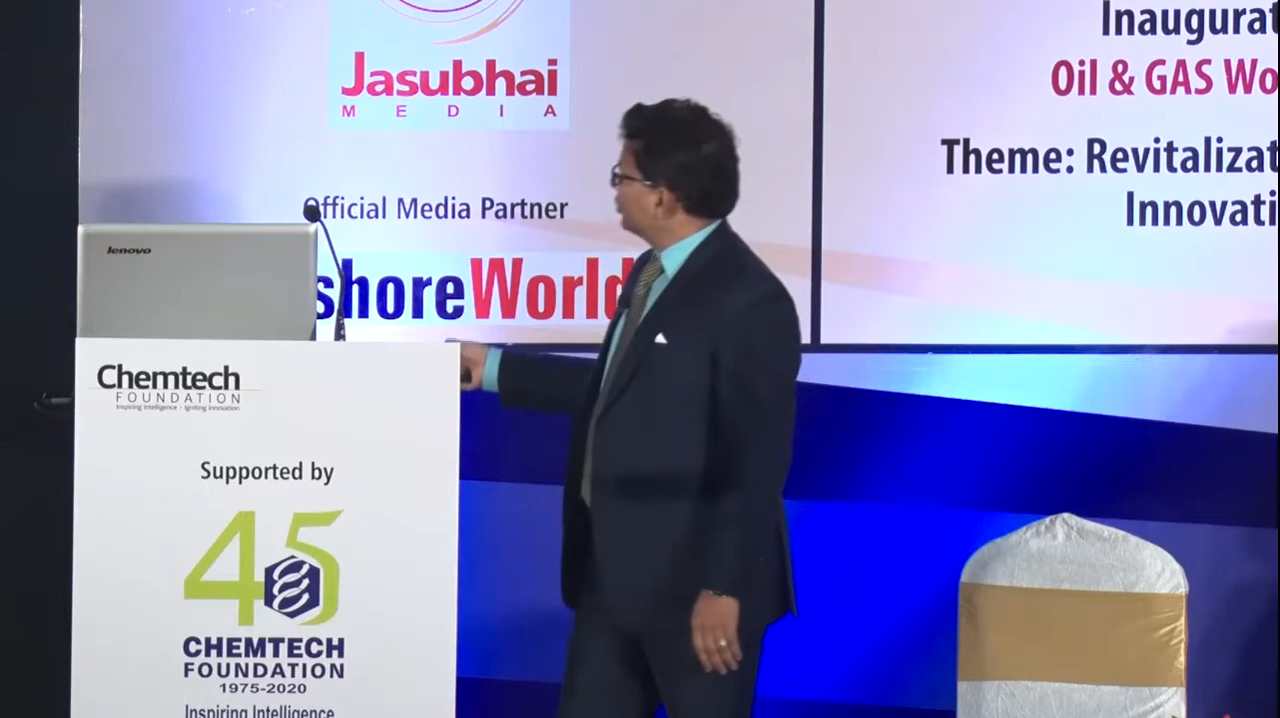 Jasubhai
MEDIA
Official Media Partner
shoreWorld
Inaugurat
Oil & GAS Wo
Theme: Revitalizat
Innovati
lenovo
Chemtech
FOUNDATION
Inspiring Intelligence - Igniting Innovation
Supported by
45
CHEMTECH
FOUNDATION
1975-2020
Inspiring Intelligence